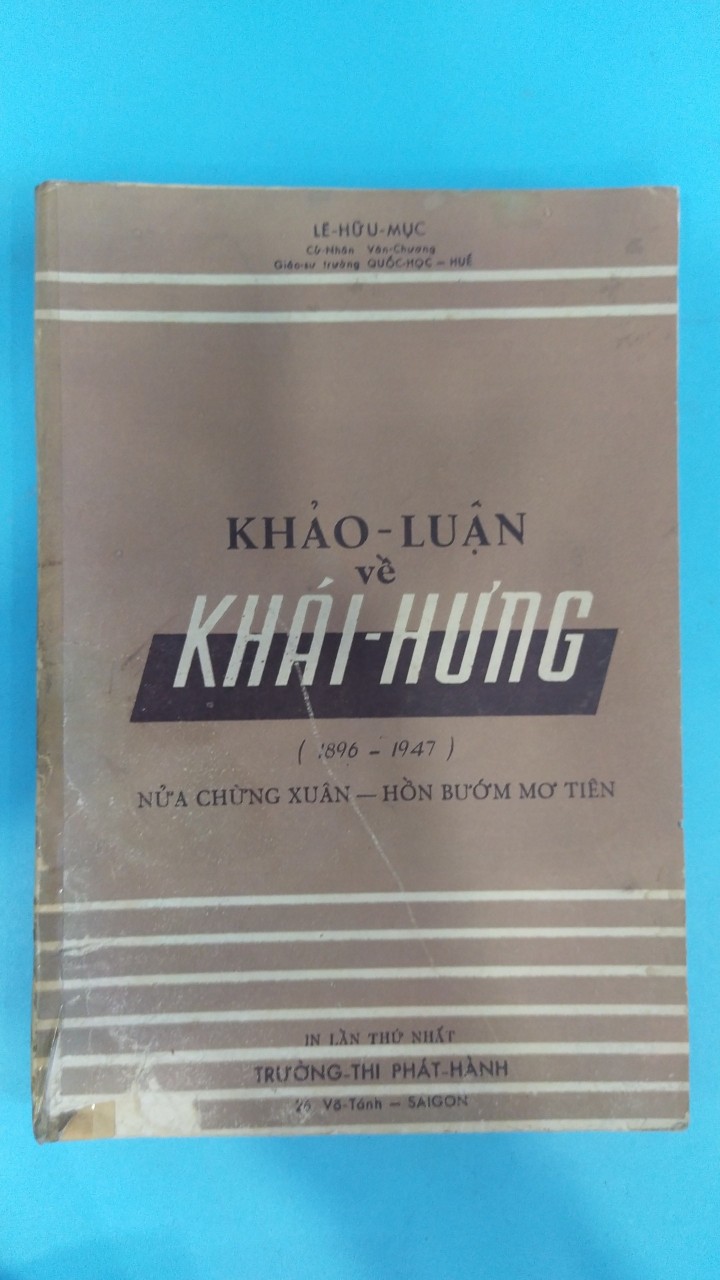 LÊ-HỮU-MỤC
Cử-Nhân Văn-Chương
Giáo-sư trường QUỐC-HỌC — HUẾ
KHẢO-LUẬN
về
KHÁI-HƯNG
( 1896 - 1947 )
NỬA CHỪNG XUÂN — HỒN BƯỚM MƠ TIÊN
IN LẦN THỨ NHẤT
TRƯỜNG-THI PHÁT-HÀNH
26 Võ-Tánh — SAIGON